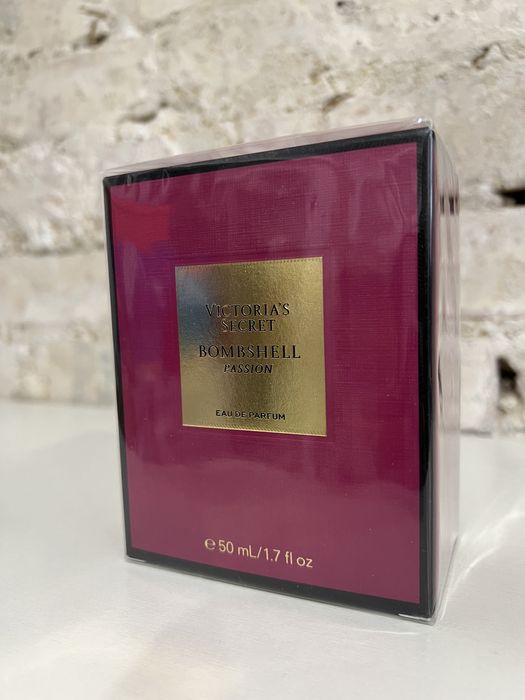 VICTORIA'S
SECRET
BOMBSHELL
PASSION
EAU DE PARFUM
℮ 50 mL/1.7 fl oz